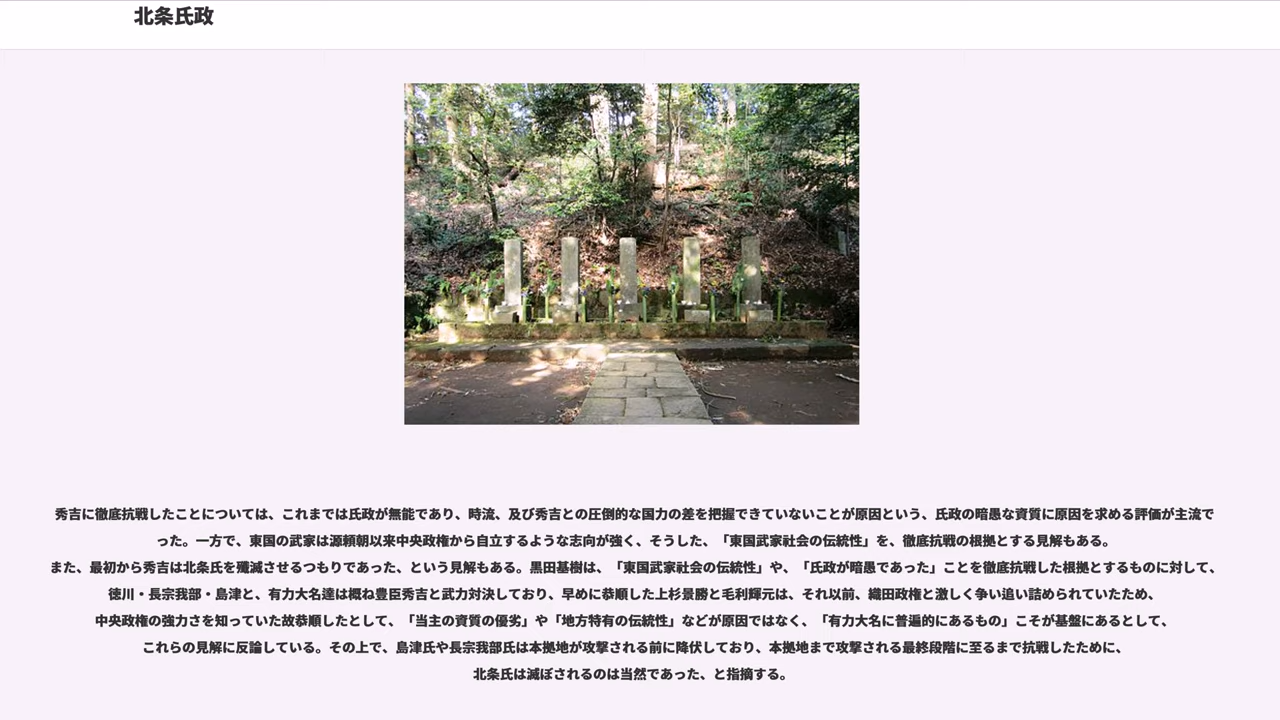 北条氏政
秀吉に徹底抗戦したことについては、これまでは氏政が無能であり、時流、及び秀吉との圧倒的な国力の差を把握できていないことが原因という、氏政の暗愚な資質に原因を求める評価が主流で
った。一方で、東国の武家は源頼朝以来中央政権から自立するような志向が強く、そうした、「東国武家社会の伝統性」を、徹底抗戦の根拠とする見解もある。
また、最初から秀吉は北条氏を殲滅させるつもりであった、という見解もある。黒田基樹は、「東国武家社会の伝統性」や、「氏政が暗愚であった」ことを徹底抗戦した根拠とするものに対して、
徳川・長宗我部・島津と、有力大名達は概ね豊臣秀吉と武力対決しており、早めに恭順した上杉景勝と毛利輝元は、それ以前、織田政権と激しく争い追い詰められていたため、
中央政権の強力さを知っていた故恭順したとして、「当主の資質の優劣」や「地方特有の伝統性」などが原因ではなく、「有力大名に普遍的にあるもの」こそが基盤にあるとして、
これらの見解に反論している。その上で、島津氏や長宗我部氏は本拠地が攻撃される前に降伏しており、本拠地まで攻撃される最終段階に至るまで抗戦したために、
北条氏は滅ぼされるのは当然であった、と指摘する。